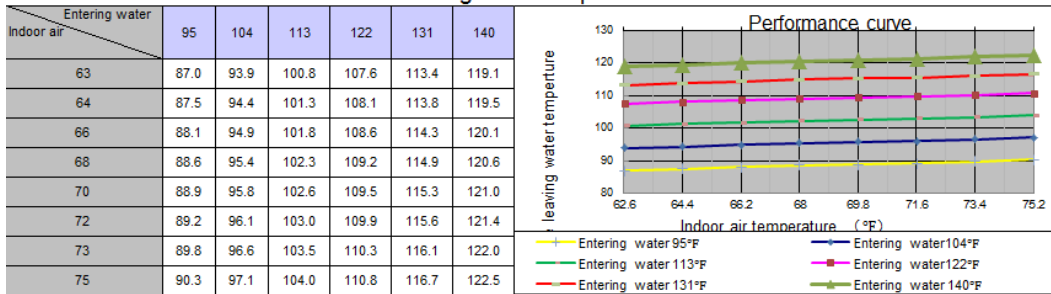 Entering water
Indoor air
95 104 113 122 131 140
63 87.0 93.9 100.8 107.6 113.4 119.1
64 87.5 94.4 101.3 108.1 113.8 119.5
66 88.1 94.9 101.8 108.6 114.3 120.1
68 88.6 95.4 102.3 109.2 114.9 120.6
70 88.9 95.8 102.6 109.5 115.3 121.0
72 89.2 96.1 103.0 109.9 115.6 121.4
73 89.8 96.6 103.5 110.3 116.1 122.0
75 90.3 97.1 104.0 110.8 116.7 122.5
Performance curve
leaving water temperture
130
120
110
100
90
80
62.6 64.4 66.2 68 69.8 71.6 73.4 75.2
Indoor air temperature （°F）
Entering water 95°F
Entering water104°F
Entering water 113°F
Entering water122°F
Entering water 131°F
Entering water 140°F